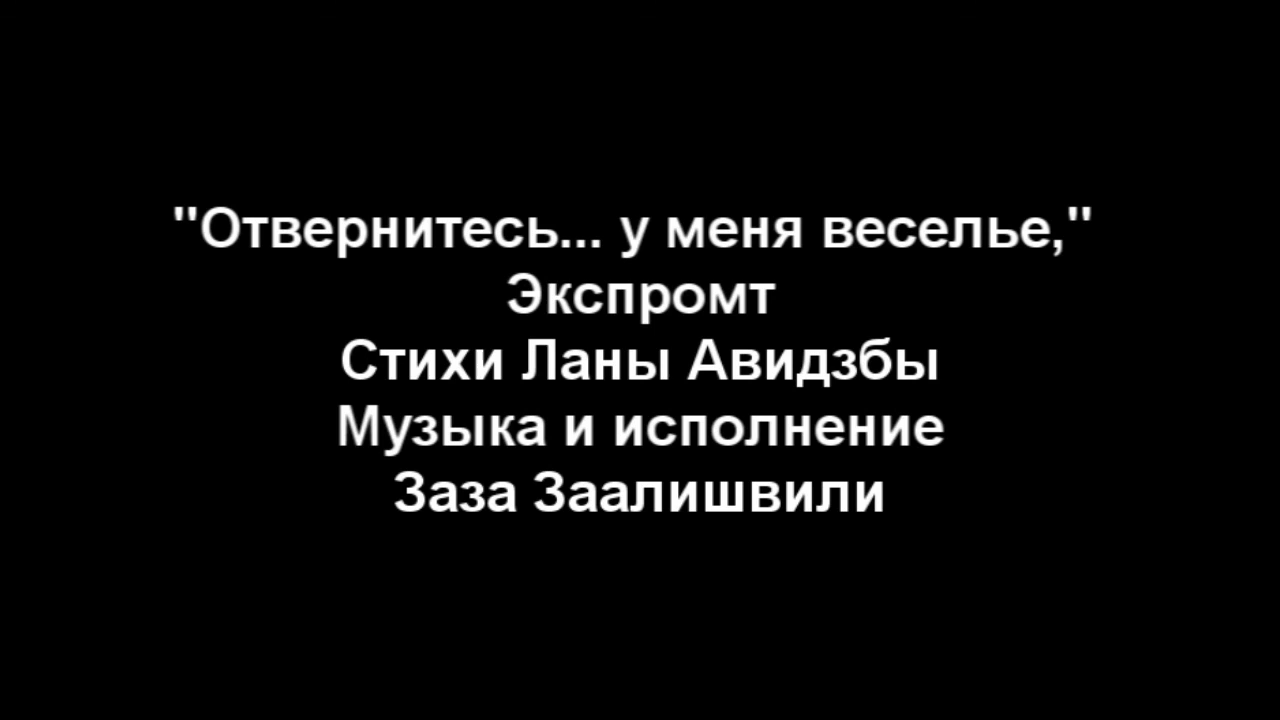 "Отвернитесь... у меня веселье,"
Экспромт
Стихи Ланы Авидзбы
Музыка и исполнение
Заза Заалишвили